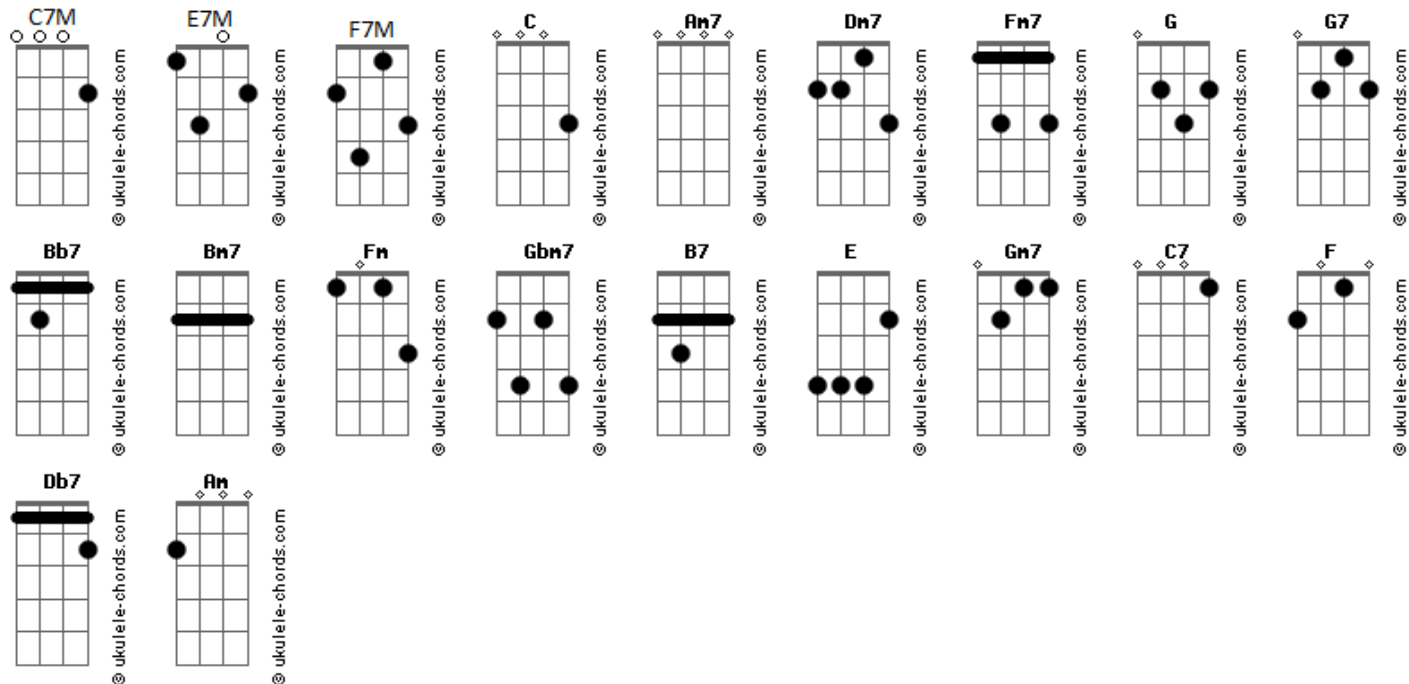 C7M E7M F7M C Am7 Dm7 Fm7 G G7
© ukulele-chords.com © ukulele-chords.com © ukulele-chords.com © ukulele-chords.com © ukulele-chords.com © ukulele-chords.com © ukulele-chords.com © ukulele-chords.com © ukulele-chords.com
Bb7 Bm7 Fm Gbm7 B7 E Gm7 C7 F
© ukulele-chords.com © ukulele-chords.com © ukulele-chords.com © ukulele-chords.com © ukulele-chords.com © ukulele-chords.com © ukulele-chords.com © ukulele-chords.com © ukulele-chords.com
Db7 Am
© ukulele-chords.com © ukulele-chords.com